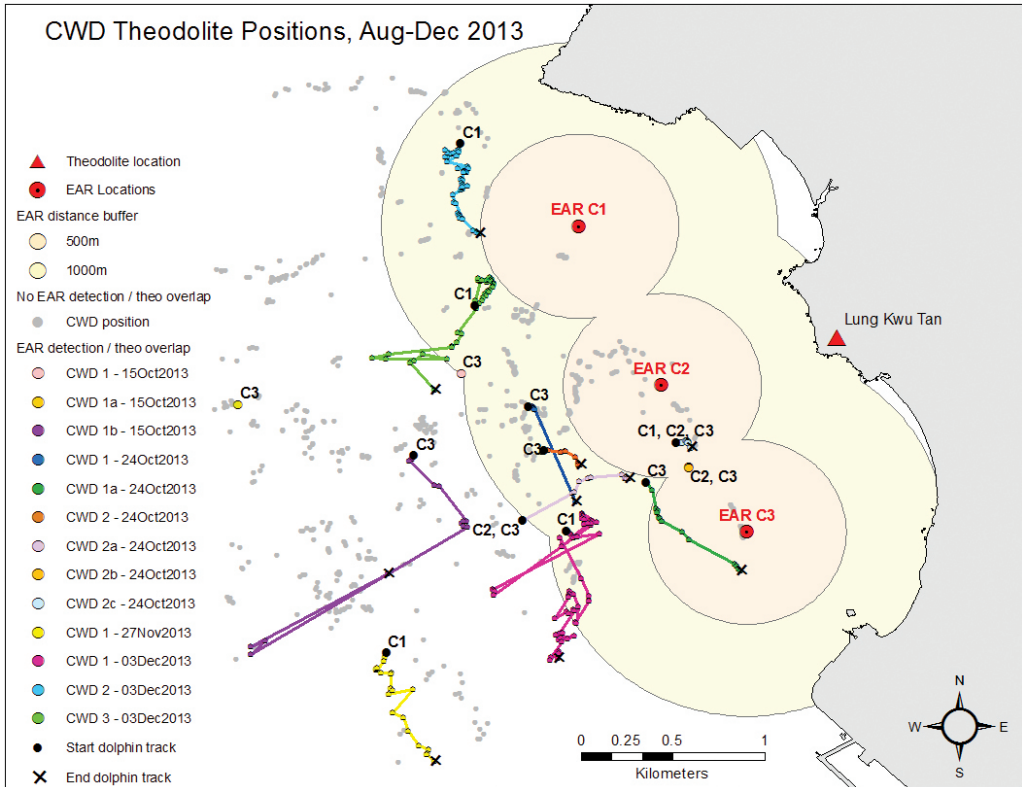 CWD Theodolite Positions, Aug-Dec 2013
Theodolite location
EAR Locations
EAR distance buffer
500m
1000m
No EAR detection / theo overlap
CWD position
EAR detection / theo overlap
CWD 1 - 15Oct2013
CWD 1a - 15Oct2013
CWD 1b - 15Oct2013
CWD 1 - 24Oct2013
CWD 1a - 24Oct2013
CWD 2 - 24Oct2013
CWD 2a - 24Oct2013
CWD 2b - 24Oct2013
CWD 2c - 24Oct2013
CWD 1 - 27Nov2013
CWD 1 - 03Dec2013
CWD 2 - 03Dec2013
CWD 3 - 03Dec2013
Start dolphin track
End dolphin track
C1
EAR C1
C1
Lung Kwu Tan
C3
EAR C2
C3
C3
C1, C2, C3
C3
C3
C3
C2, C3
EAR C3
C2, C3
C1
C1
N
W
E
S
0 0.25 0.5 1
Kilometers